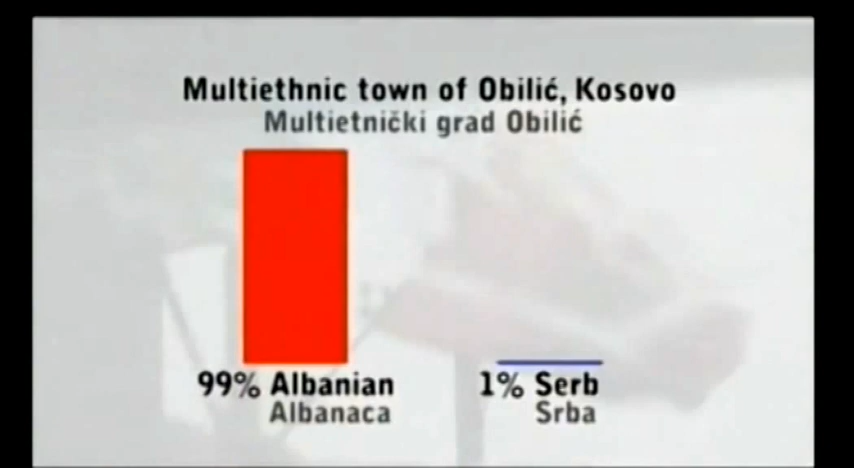 Multiethnic town of Obilić, Kosovo
Multietnički grad Obilić
99% Albanian
Albanaca
1% Serb
Srba